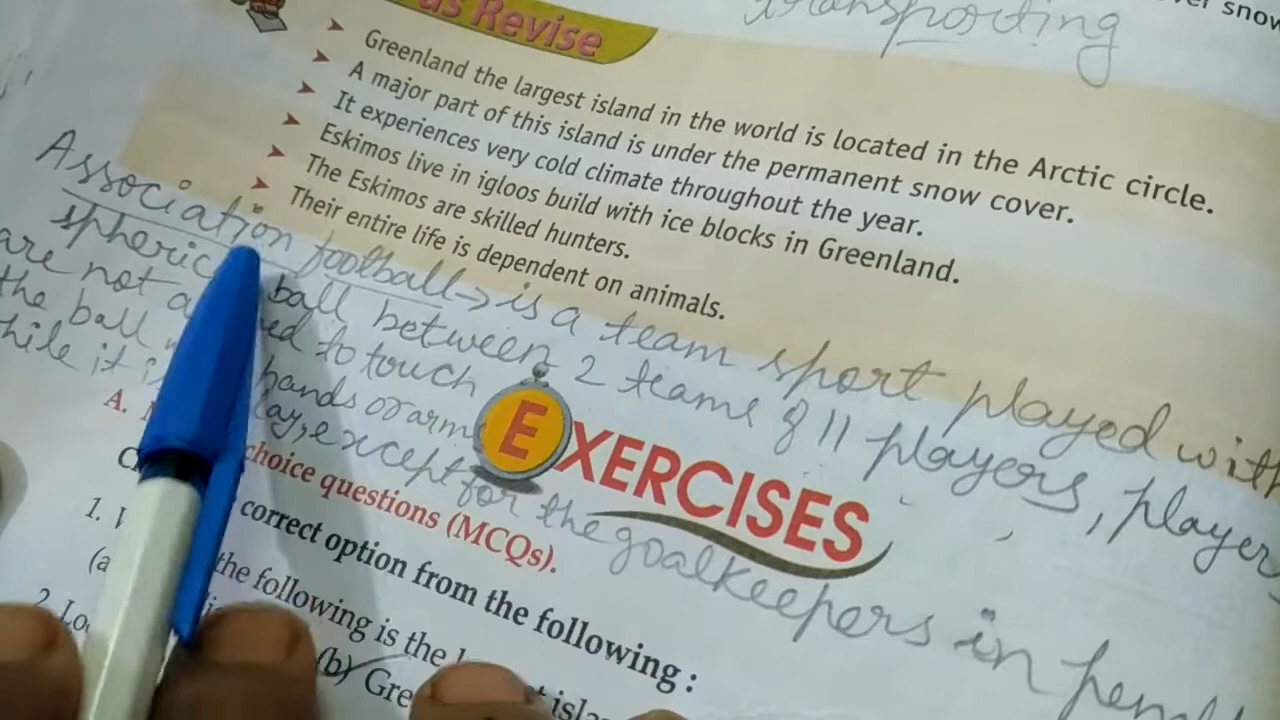 transporting
snow
us Revise
➤ Greenland the largest island in the world is located in the Arctic circle.
➤ A major part of this island is under the permanent snow cover.
➤ It experiences very cold climate throughout the year.
➤ Eskimos live in igloos build with ice blocks in Greenland.
➤ The Eskimos are skilled hunters.
➤ Their entire life is dependent on animals.
Association football → is a team sport played with
spheric ball between 2 teams of 11 players, players
are not to touch
the ball hands or arms
while it except for the goalkeepers in
EXERCISES
A. choice questions (MCQs).
correct option from the following :
1. the following is the
(b) Gre
2.